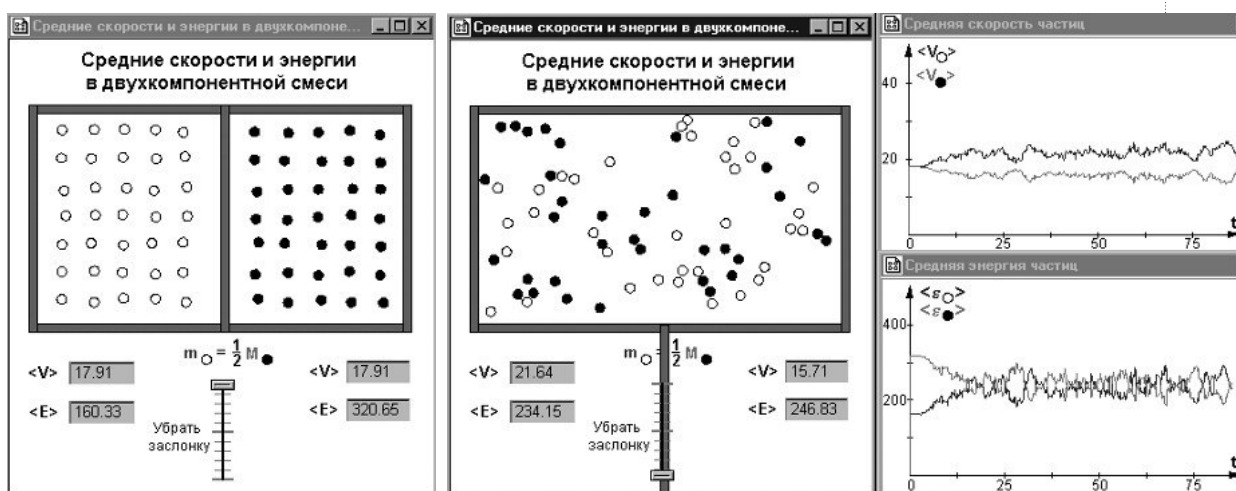 Средние скорости и энергии в двухкомпоне...
Средние скорости и энергии
в двухкомпонентной смеси
m = 1/2 M
<V> 17.91
<V> 17.91
<E> 160.33
<E> 320.65
Убрать
заслонку
Средние скорости и энергии в двухкомпоне...
Средние скорости и энергии
в двухкомпонентной смеси
m = 1/2 M
<V> 21.64
<V> 15.71
<E> 234.15
<E> 246.83
Убрать
заслонку
Средняя скорость частиц
<V○>
<V●>
40
20
0 25 50 75 t
Средняя энергия частиц
<ε○>
<ε●>
400
200
0 25 50 75 t